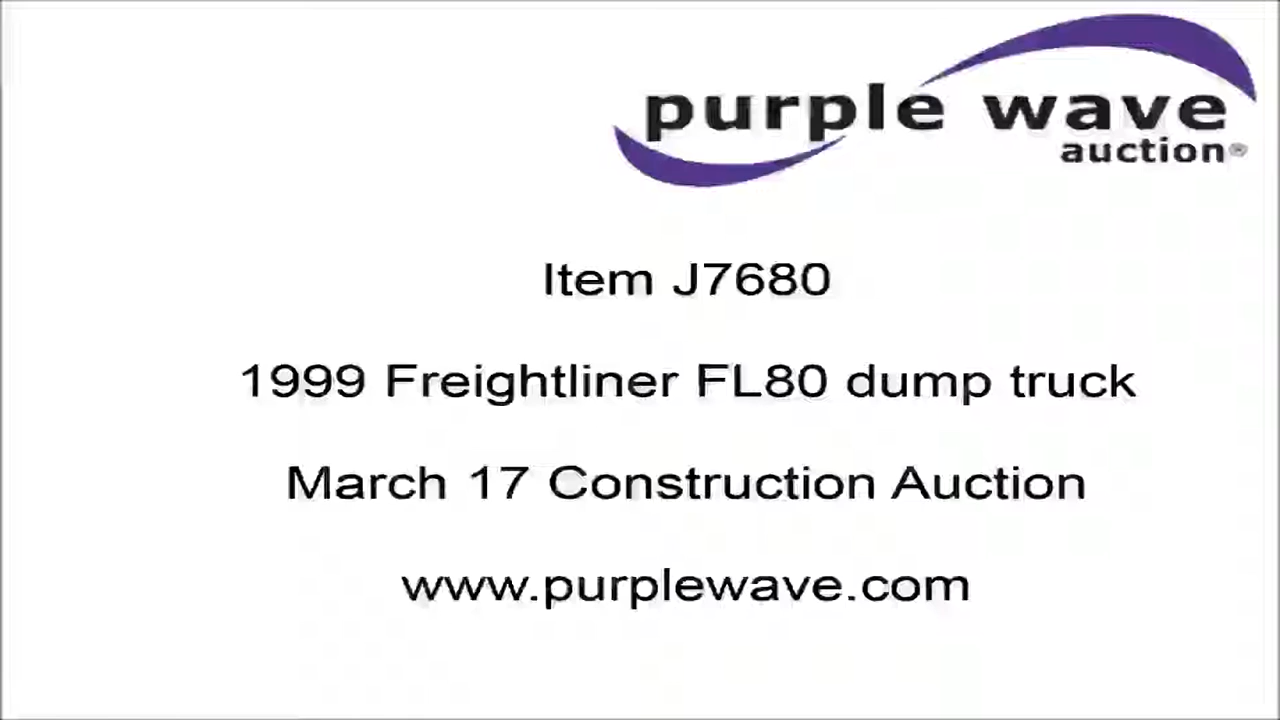 purple wave
auction®
Item J7680
1999 Freightliner FL80 dump truck
March 17 Construction Auction
www.purplewave.com